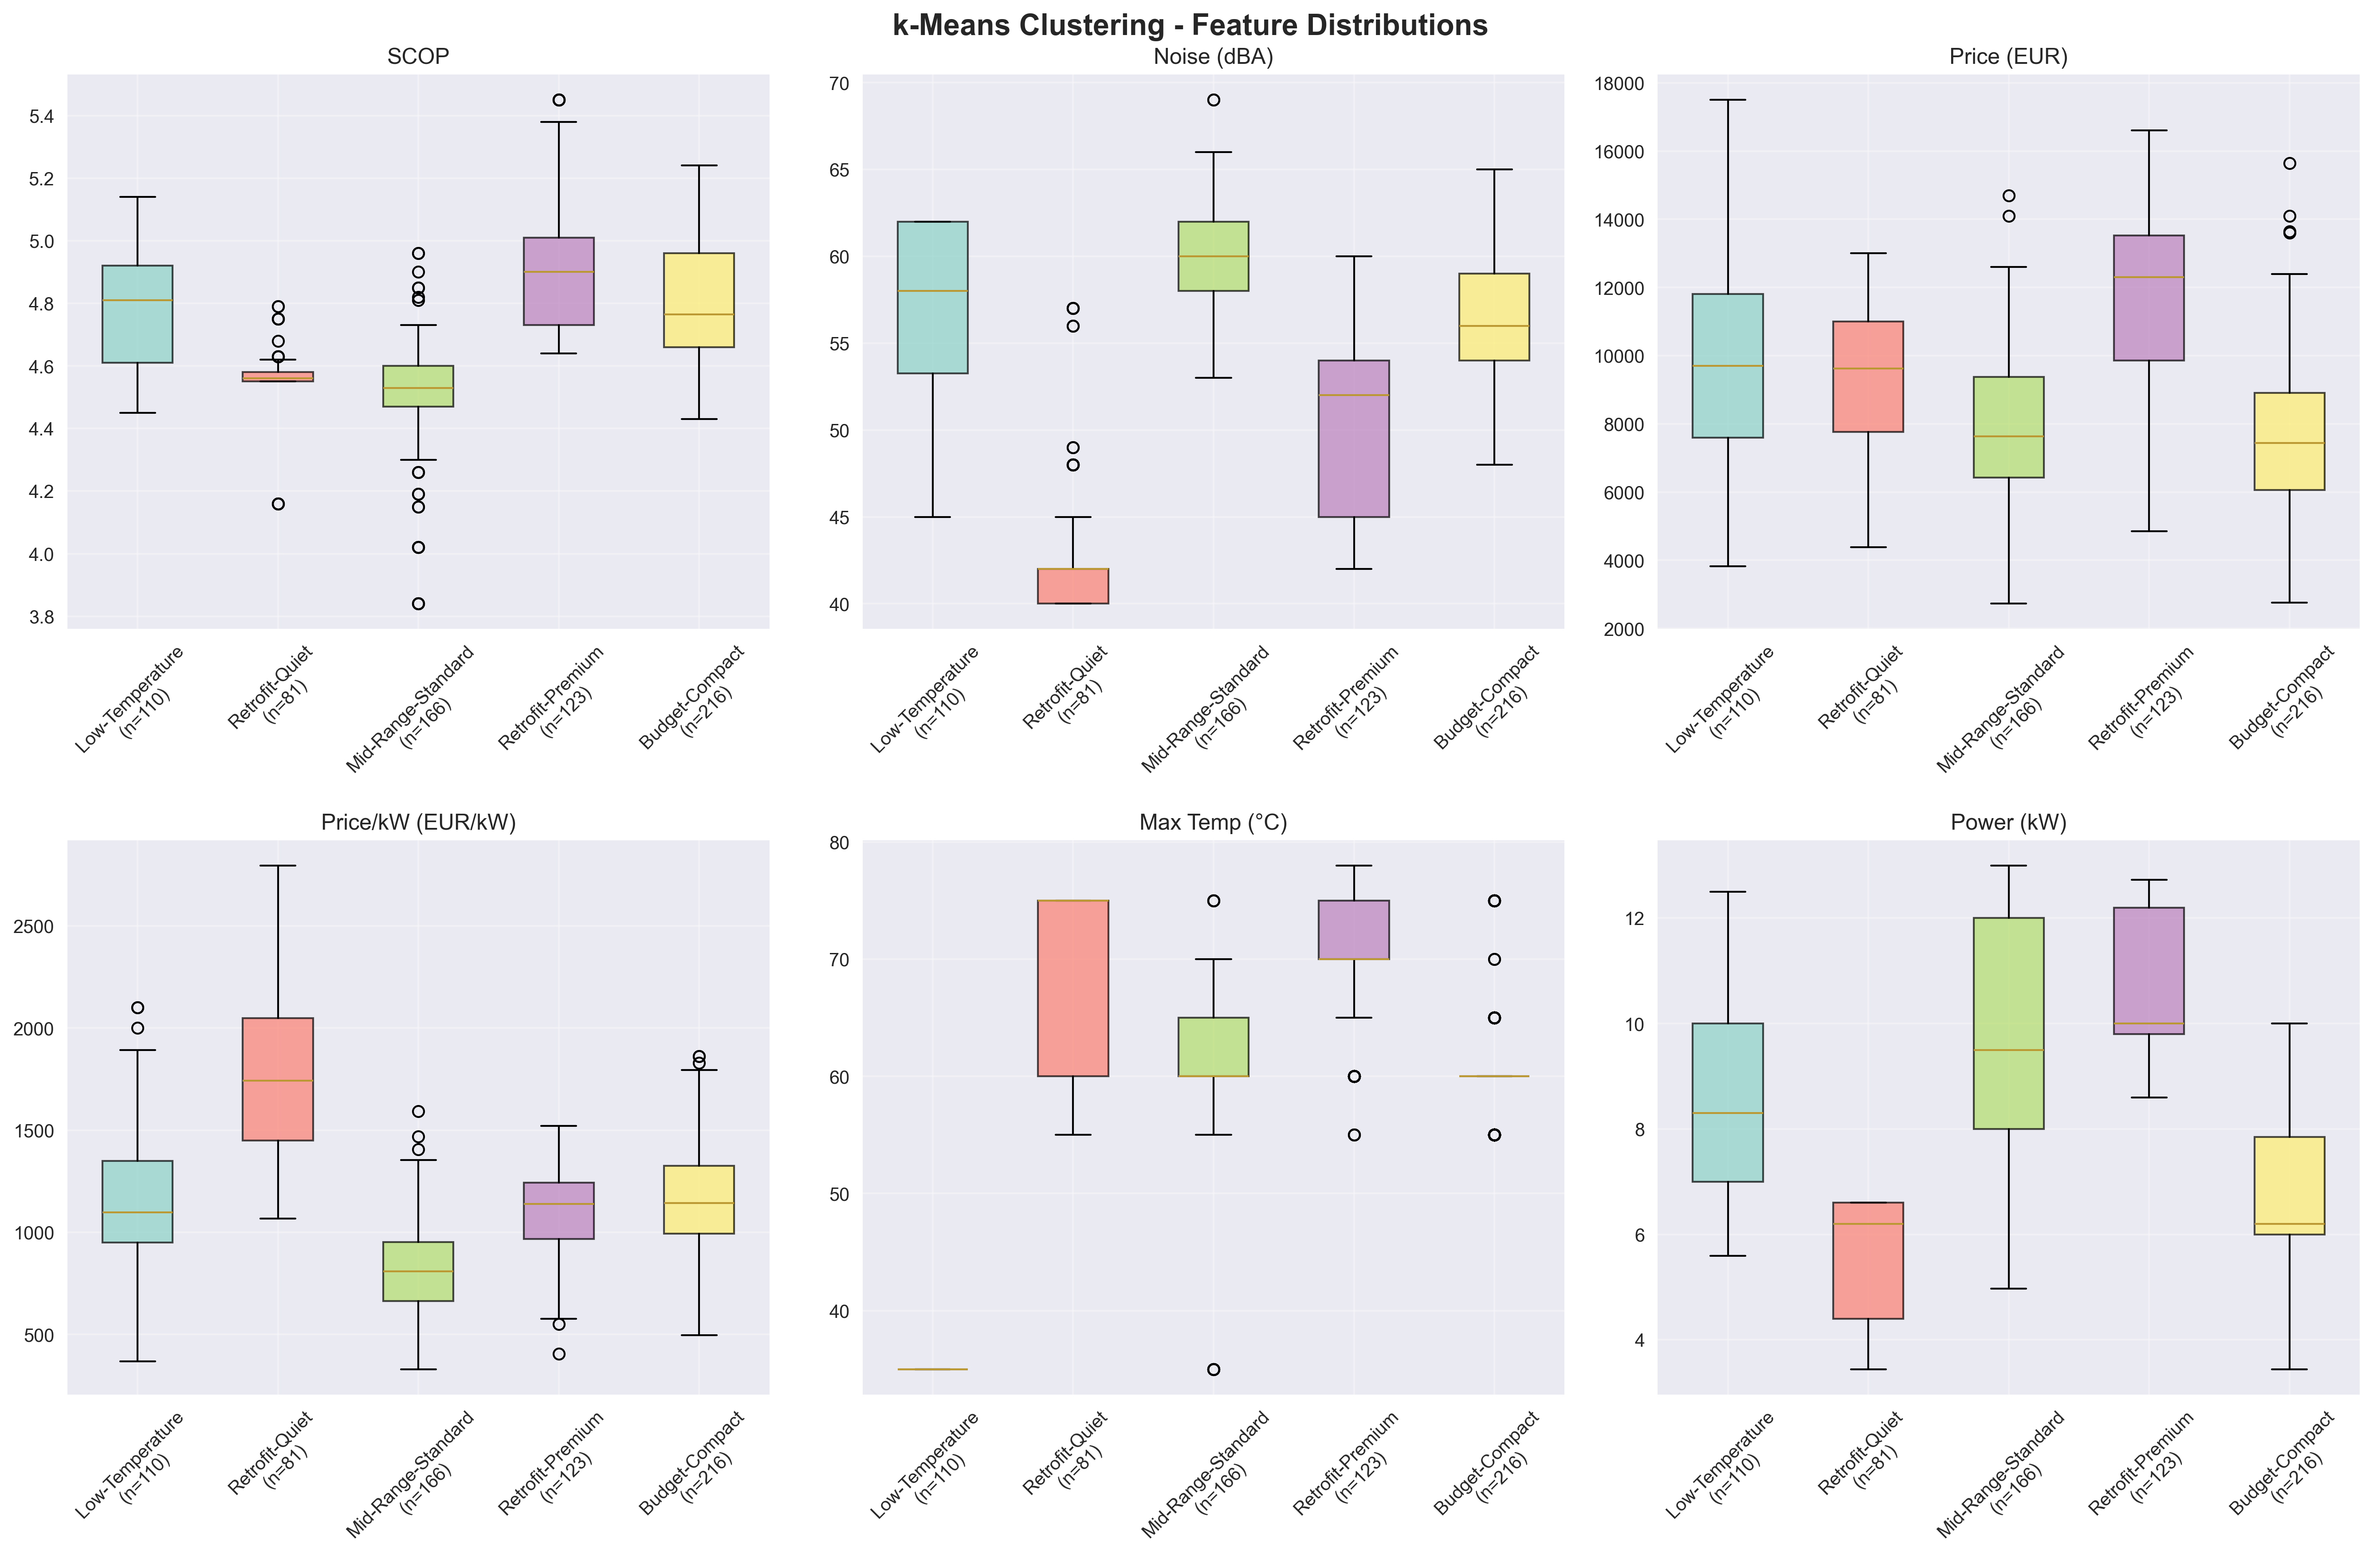 k-Means Clustering - Feature Distributions
SCOP
5.4
5.2
5.0
4.8
4.6
4.4
4.2
4.0
3.8
Low-Temperature
(n=110)
Retrofit-Quiet
(n=81)
Mid-Range-Standard
(n=166)
Retrofit-Premium
(n=123)
Budget-Compact
(n=216)
Noise (dBA)
70
65
60
55
50
45
40
Low-Temperature
(n=110)
Retrofit-Quiet
(n=81)
Mid-Range-Standard
(n=166)
Retrofit-Premium
(n=123)
Budget-Compact
(n=216)
Price (EUR)
18000
16000
14000
12000
10000
8000
6000
4000
2000
Low-Temperature
(n=110)
Retrofit-Quiet
(n=81)
Mid-Range-Standard
(n=166)
Retrofit-Premium
(n=123)
Budget-Compact
(n=216)
Price/kW (EUR/kW)
2500
2000
1500
1000
500
Low-Temperature
(n=110)
Retrofit-Quiet
(n=81)
Mid-Range-Standard
(n=166)
Retrofit-Premium
(n=123)
Budget-Compact
(n=216)
Max Temp (°C)
80
70
60
50
40
Low-Temperature
(n=110)
Retrofit-Quiet
(n=81)
Mid-Range-Standard
(n=166)
Retrofit-Premium
(n=123)
Budget-Compact
(n=216)
Power (kW)
12
10
8
6
4
Low-Temperature
(n=110)
Retrofit-Quiet
(n=81)
Mid-Range-Standard
(n=166)
Retrofit-Premium
(n=123)
Budget-Compact
(n=216)